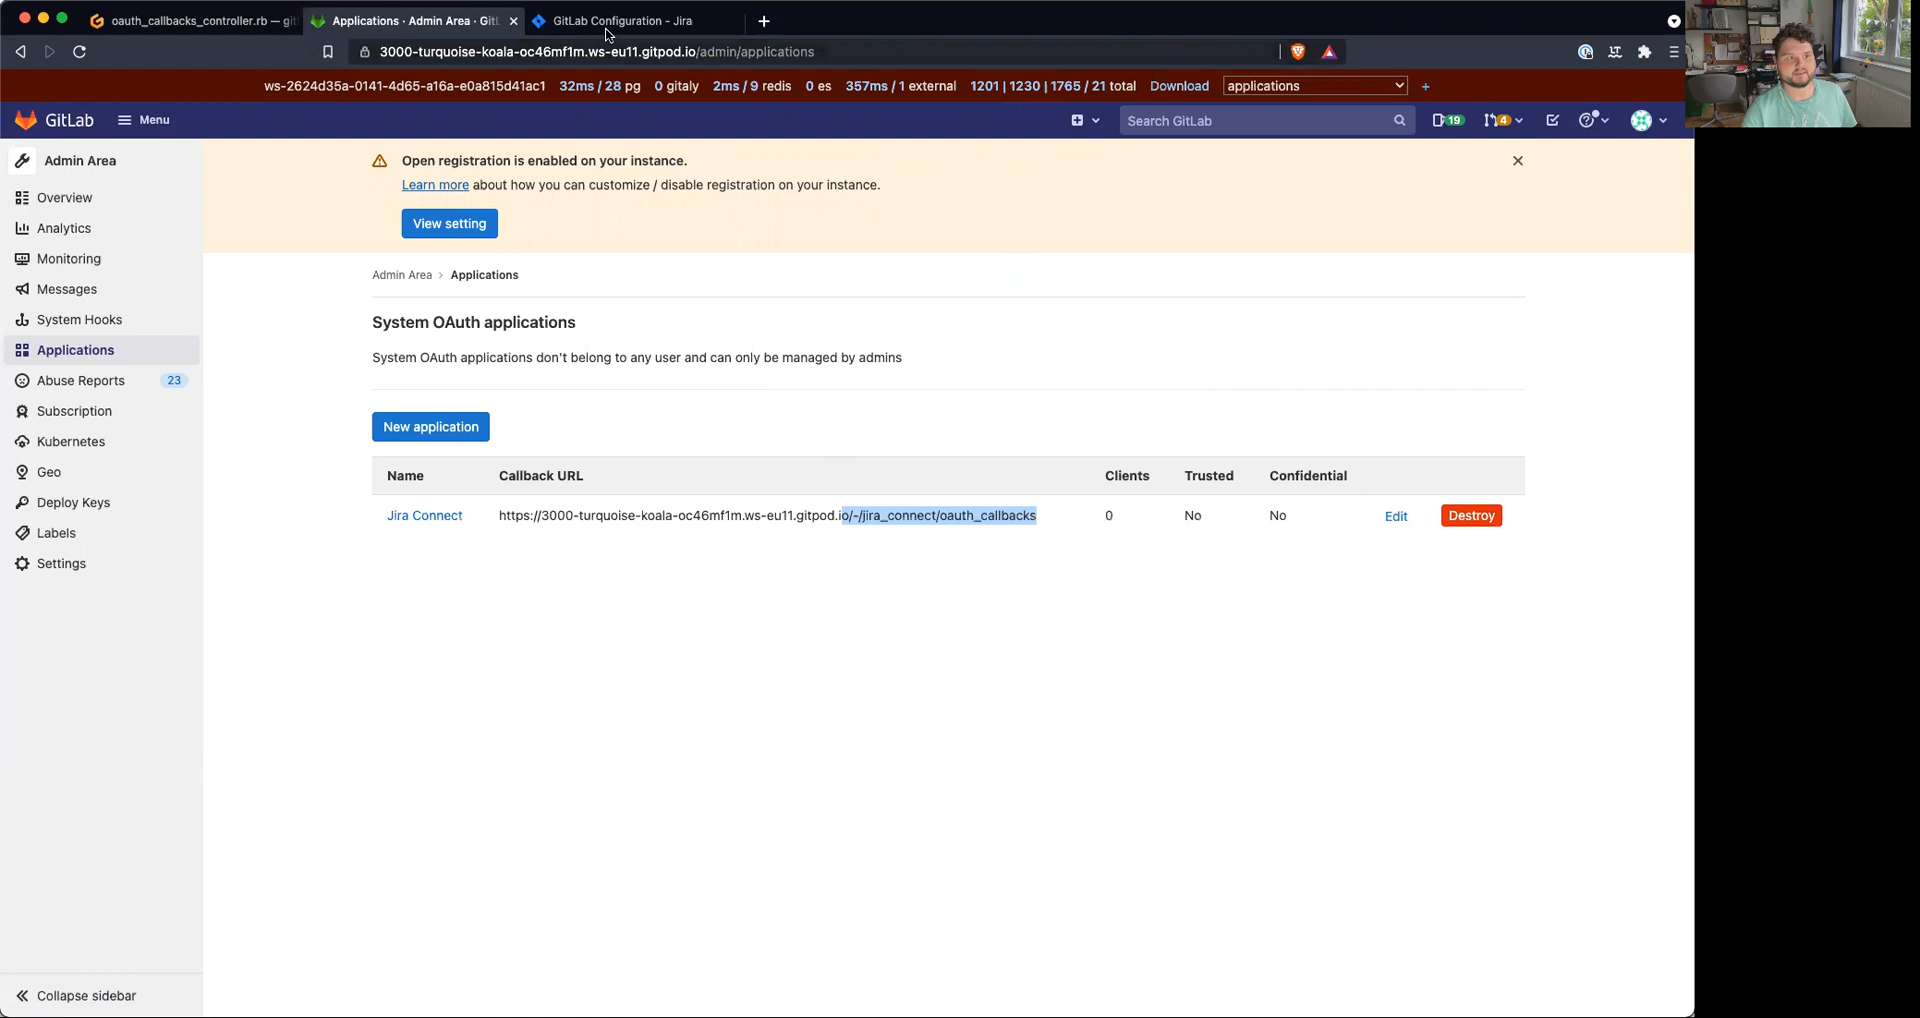 oauth_callbacks_controller.rb — git
Applications · Admin Area · GitL
GitLab Configuration - Jira
3000-turquoise-koala-oc46mf1m.ws-eu11.gitpod.io/admin/applications
ws-2624d35a-0141-4d65-a16a-e0a815d41ac1 32ms / 28 pg 0 gitaly 2ms / 9 redis 0 es 357ms / 1 external 1201 | 1230 | 1765 / 21 total Download applications +
GitLab Menu Search GitLab 19 4
Admin Area
Overview
Analytics
Monitoring
Messages
System Hooks
Applications
Abuse Reports 23
Subscription
Kubernetes
Geo
Deploy Keys
Labels
Settings
Collapse sidebar
Open registration is enabled on your instance.
Learn more about how you can customize / disable registration on your instance.
View setting
Admin Area › Applications
System OAuth applications
System OAuth applications don't belong to any user and can only be managed by admins
New application
Name Callback URL Clients Trusted Confidential
Jira Connect https://3000-turquoise-koala-oc46mf1m.ws-eu11.gitpod.io/-/jira_connect/oauth_callbacks 0 No No Edit Destroy